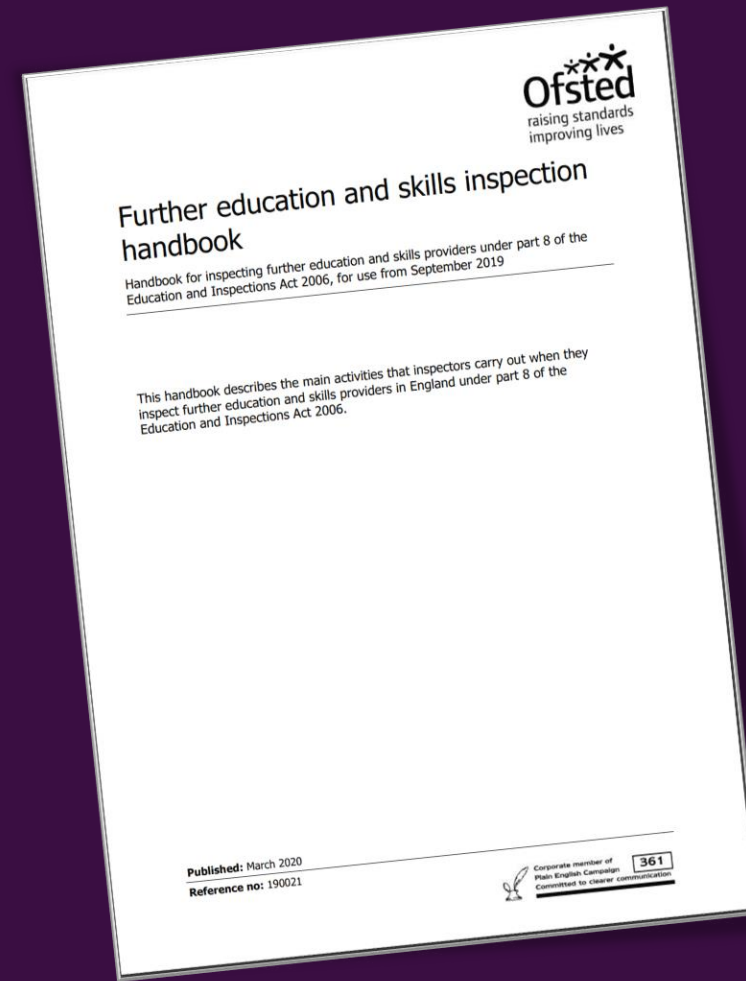 Ofsted
raising standards
improving lives
Further education and skills inspection
handbook
Handbook for inspecting further education and skills providers under part 8 of the
Education and Inspections Act 2006, for use from September 2019
This handbook describes the main activities that inspectors carry out when they
inspect further education and skills providers in England under part 8 of the
Education and Inspections Act 2006.
Published: March 2020
Reference no: 190021
Corporate member of
Plain English Campaign
Committed to clearer communication
361